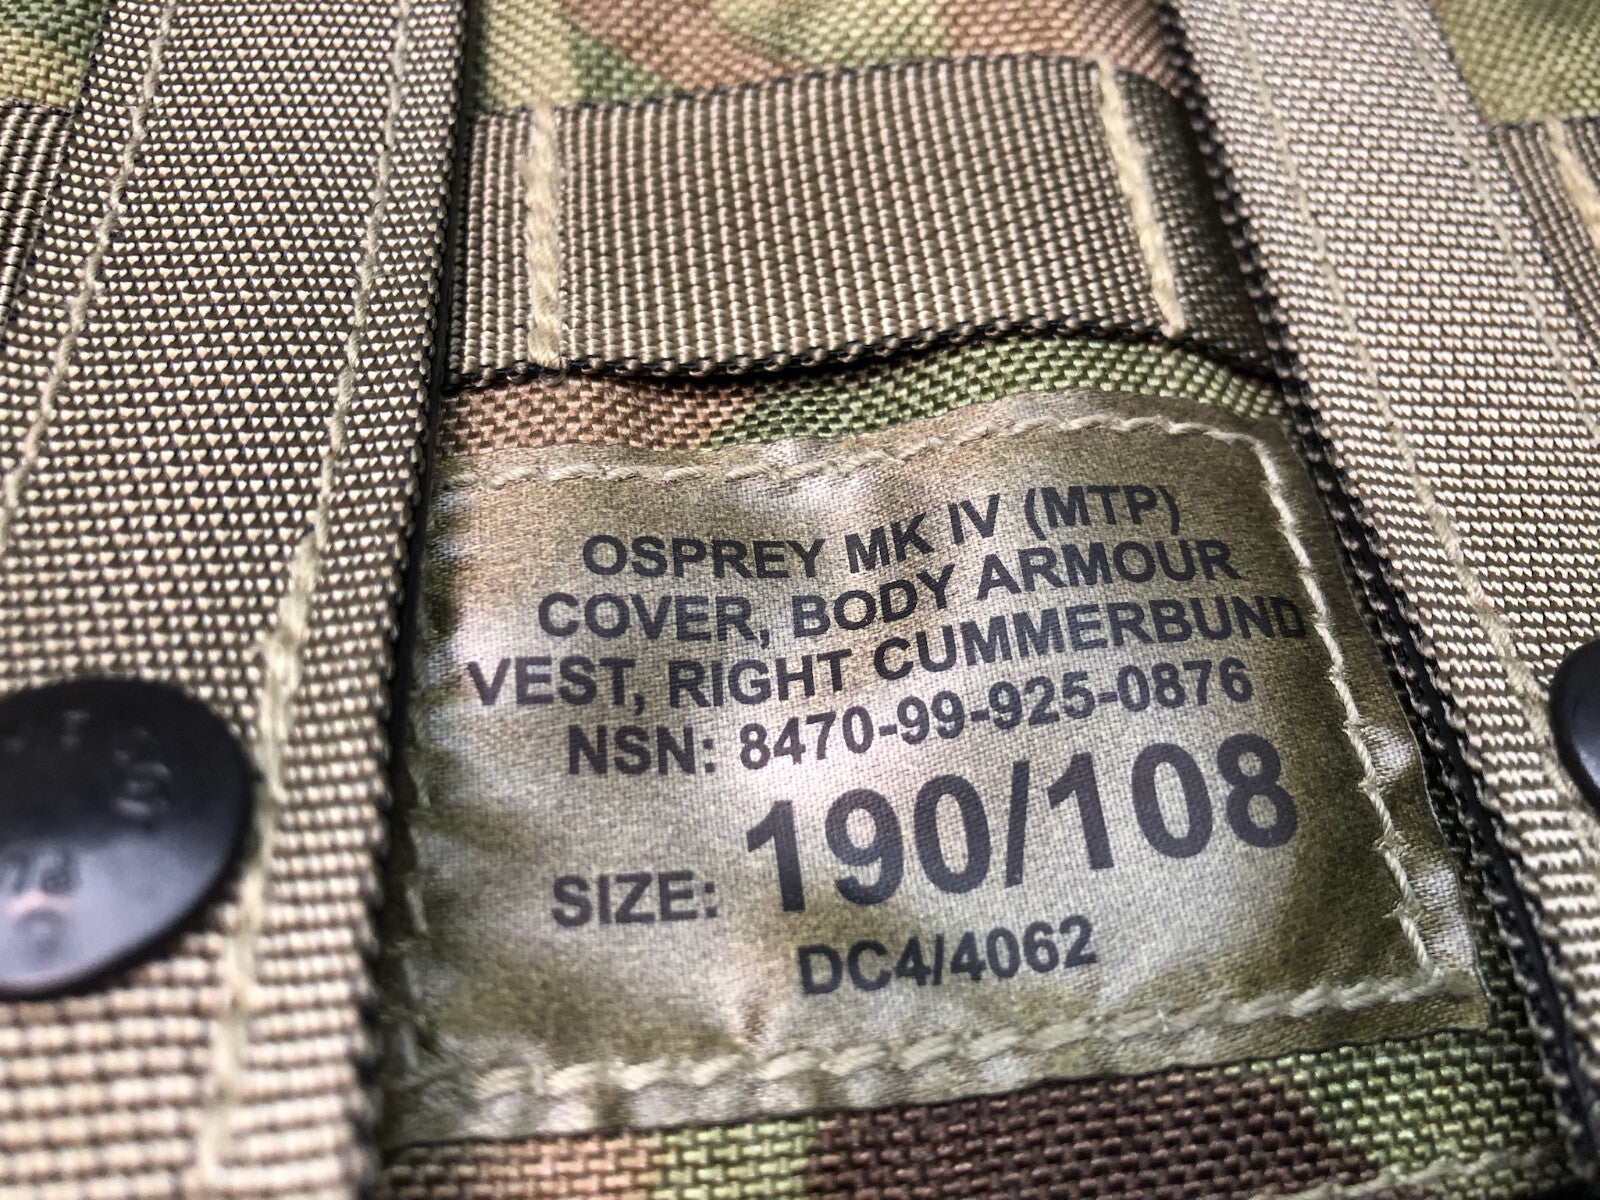 OSPREY MK IV (MTP)
COVER, BODY ARMOUR
VEST, RIGHT CUMMERBUND
NSN: 8470-99-925-0876
SIZE: 190/108
DC4/4062